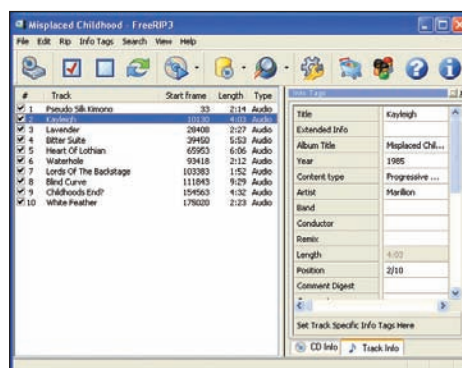 Misplaced Childhood - FreeRIP3
File Edit Rip Info Tags Search View Help
# Track Start frame Length Type
1 Pseudo Silk Kimono 33 2:14 Audio
2 Kayleigh 10130 4:03 Audio
3 Lavender 28408 2:27 Audio
4 Bitter Suite 39450 5:53 Audio
5 Heart Of Lothian 65953 6:06 Audio
6 Waterhole 93418 2:12 Audio
7 Lords Of The Backstage 103383 1:52 Audio
8 Blind Curve 111843 9:29 Audio
9 Childhoods End? 154563 4:32 Audio
10 White Feather 175020 2:23 Audio
Info Tags
Title Kayleigh
Extended Info
Album Title Misplaced Chil...
Year 1985
Content type Progressive ...
Artist Marillion
Band
Conductor
Remix
Length 4:03
Position 2/10
Comment Digest
Set Track Specific Info Tags Here
CD Info Track Info